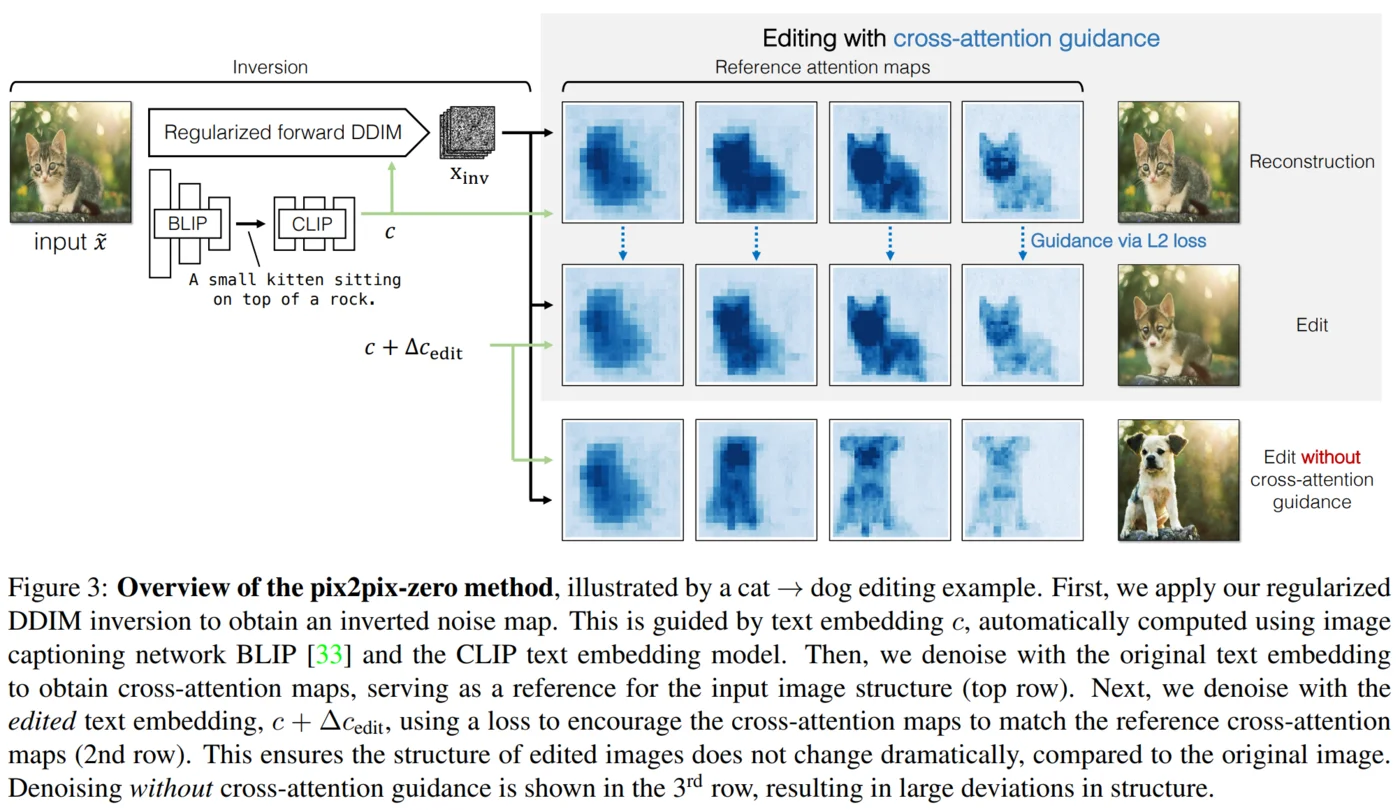 Editing with cross-attention guidance
Inversion
Reference attention maps
Regularized forward DDIM
x_inv
Reconstruction
BLIP
CLIP
c
input x̃
Guidance via L2 loss
A small kitten sitting
on top of a rock.
Edit
c + Δc_edit
Edit without
cross-attention
guidance
Figure 3: Overview of the pix2pix-zero method, illustrated by a cat → dog editing example. First, we apply our regularized
DDIM inversion to obtain an inverted noise map. This is guided by text embedding c, automatically computed using image
captioning network BLIP [33] and the CLIP text embedding model. Then, we denoise with the original text embedding
to obtain cross-attention maps, serving as a reference for the input image structure (top row). Next, we denoise with the
edited text embedding, c + Δc_edit, using a loss to encourage the cross-attention maps to match the reference cross-attention
maps (2nd row). This ensures the structure of edited images does not change dramatically, compared to the original image.
Denoising without cross-attention guidance is shown in the 3rd row, resulting in large deviations in structure.